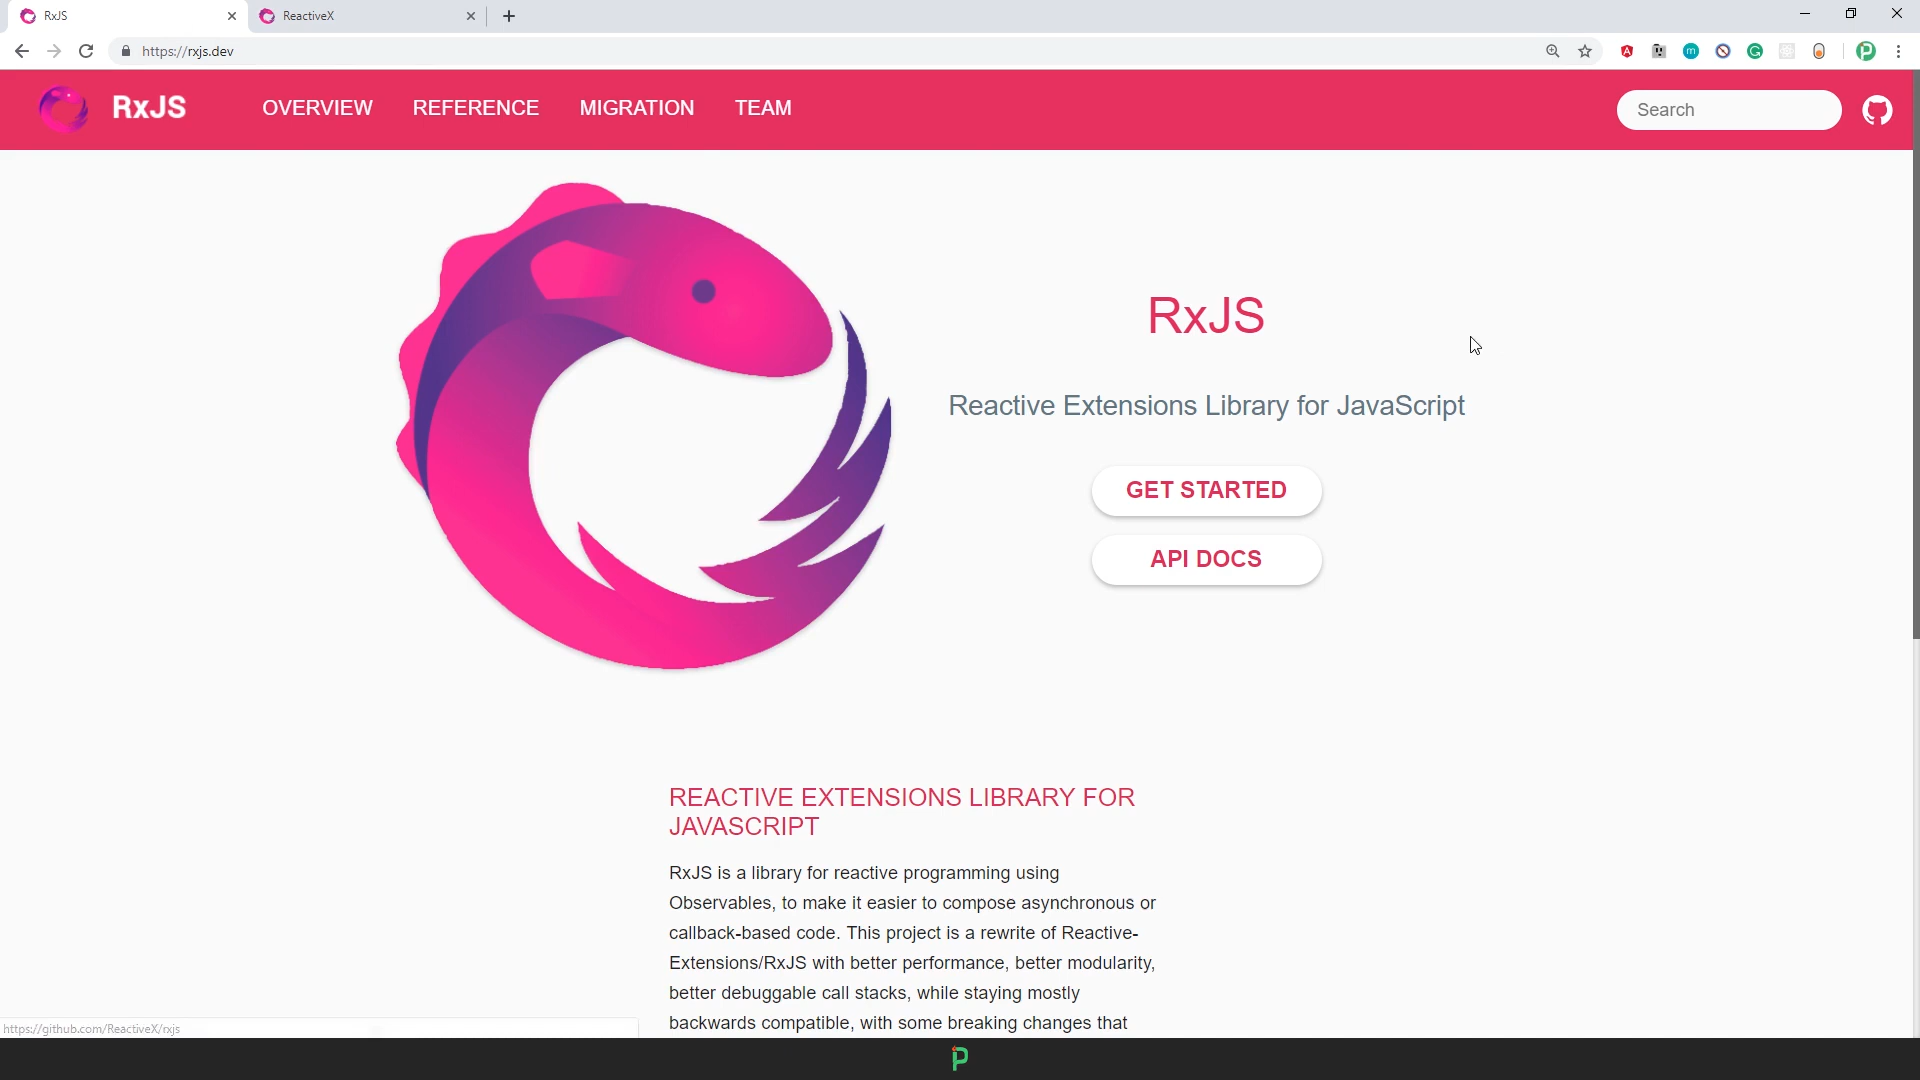 RxJS
ReactiveX
https://rxjs.dev
RxJS
OVERVIEW
REFERENCE
MIGRATION
TEAM
Search
RxJS
Reactive Extensions Library for JavaScript
GET STARTED
API DOCS
REACTIVE EXTENSIONS LIBRARY FOR
JAVASCRIPT
RxJS is a library for reactive programming using
Observables, to make it easier to compose asynchronous or
callback-based code. This project is a rewrite of Reactive-
Extensions/RxJS with better performance, better modularity,
better debuggable call stacks, while staying mostly
backwards compatible, with some breaking changes that
https://github.com/ReactiveX/rxjs